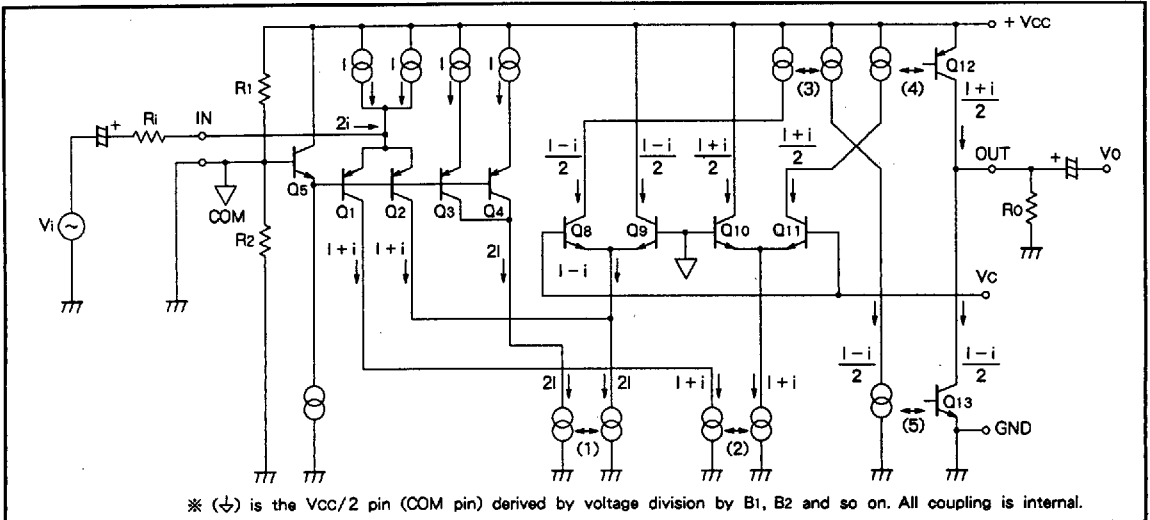 + VCC
R1
I
I
I
I
(3)
(4)
Q12
I+i
2
Ri
IN
2i
I-i
2
I-i
2
I+i
2
I+i
2
OUT
+
VO
+
Q5
Q1
Q2
Q3
Q4
COM
Vi
R2
Q8
Q9
Q10
Q11
RO
I+i
I+i
2I
I-i
VC
I-i
2
I-i
2
2I
2I
I+i
I+i
Q13
(1)
(2)
(5)
GND
※ (⏚) is the VCC/2 pin (COM pin) derived by voltage division by B1, B2 and so on. All coupling is internal.